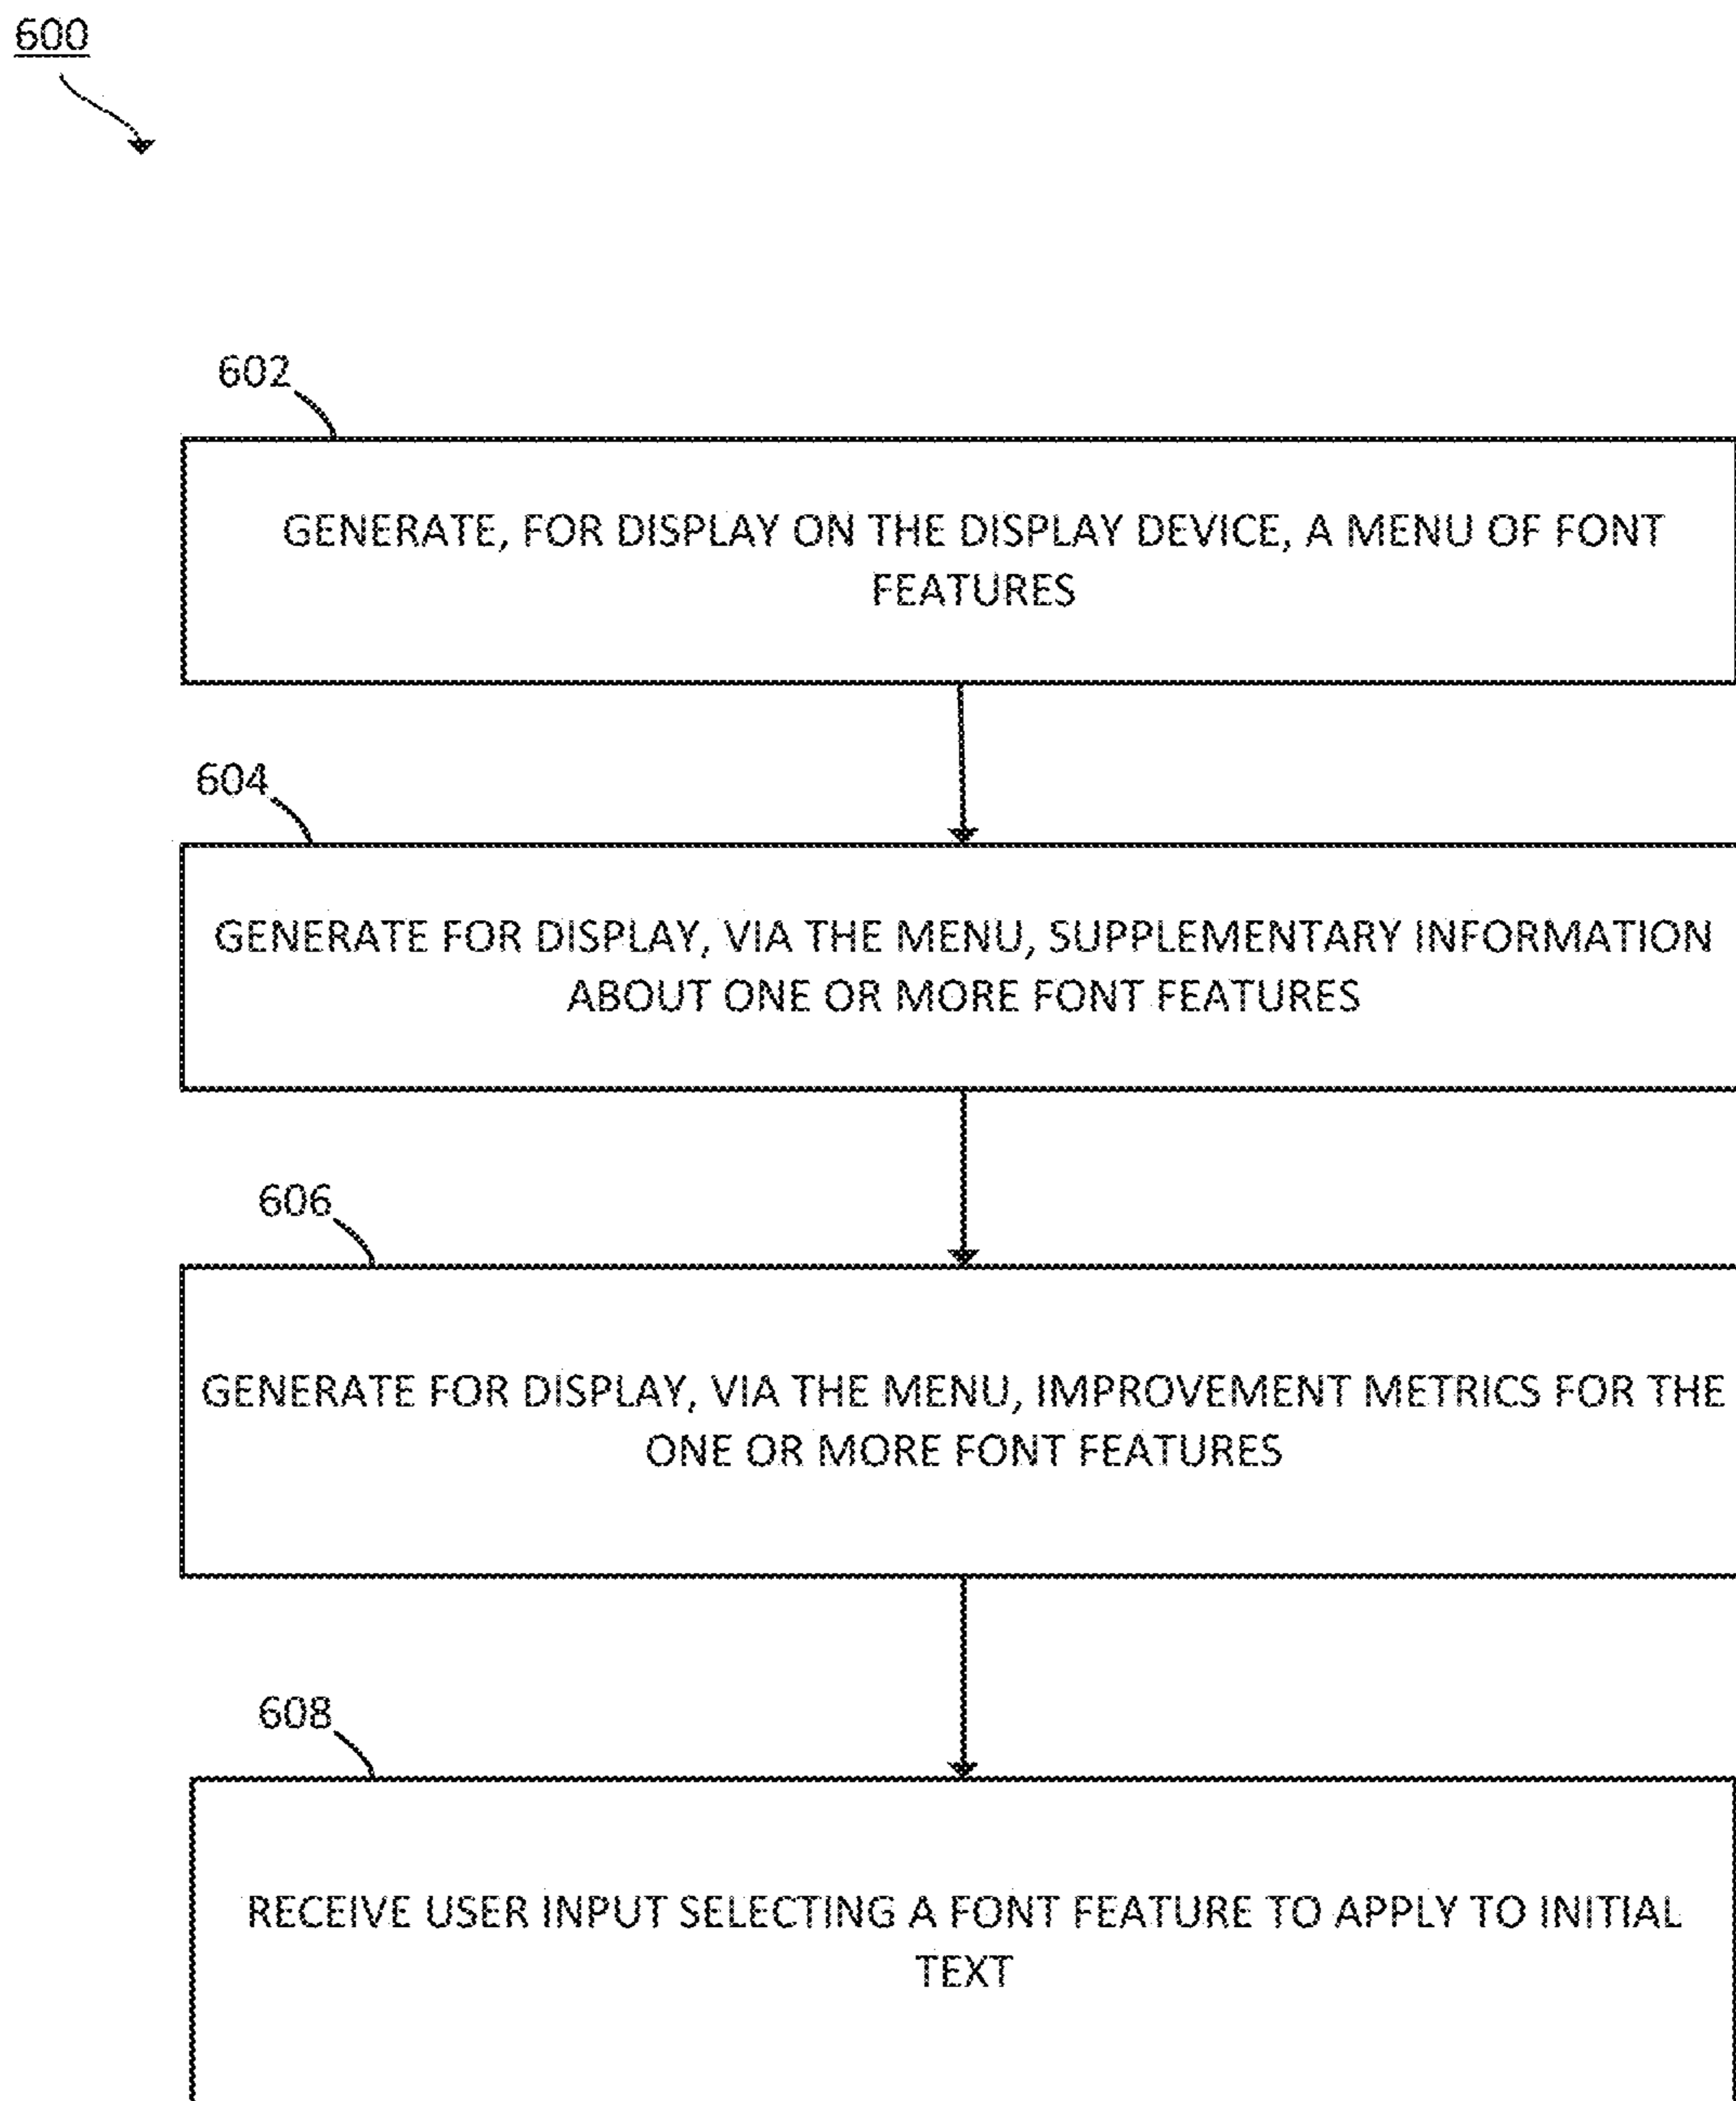 600
602
GENERATE, FOR DISPLAY ON THE DISPLAY DEVICE, A MENU OF FONT
FEATURES
604
GENERATE FOR DISPLAY, VIA THE MENU, SUPPLEMENTARY INFORMATION
ABOUT ONE OR MORE FONT FEATURES
606
GENERATE FOR DISPLAY, VIA THE MENU, IMPROVEMENT METRICS FOR THE
ONE OR MORE FONT FEATURES
608
RECEIVE USER INPUT SELECTING A FONT FEATURE TO APPLY TO INITIAL
TEXT